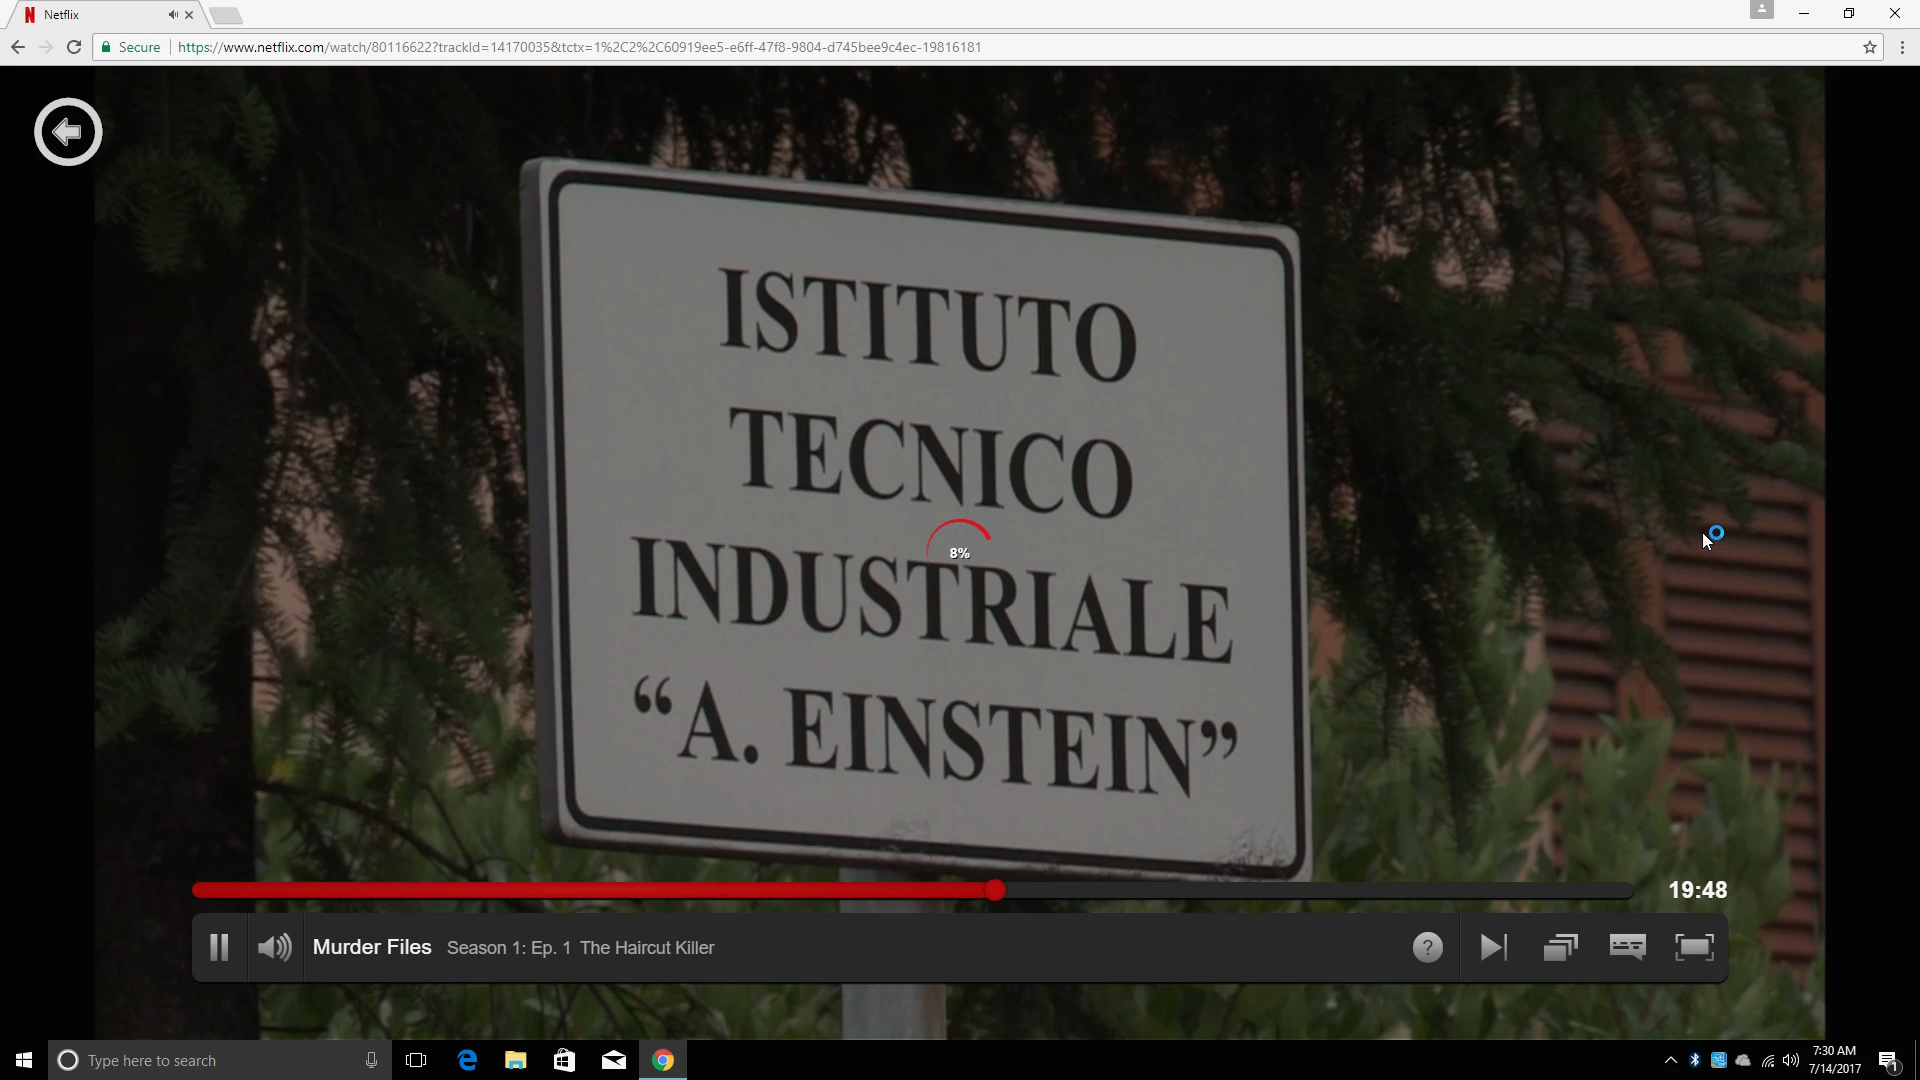 Netflix
Secure
https://www.netflix.com/watch/80116622?trackId=14170035&tctx=1%2C2%2C60919ee5-e6ff-47f8-9804-d745bee9c4ec-19816181
ISTITUTO
TECNICO
8%
INDUSTRIALE
“A. EINSTEIN”
19:48
Murder Files Season 1: Ep. 1 The Haircut Killer
?
Type here to search
7:30 AM
7/14/2017
1